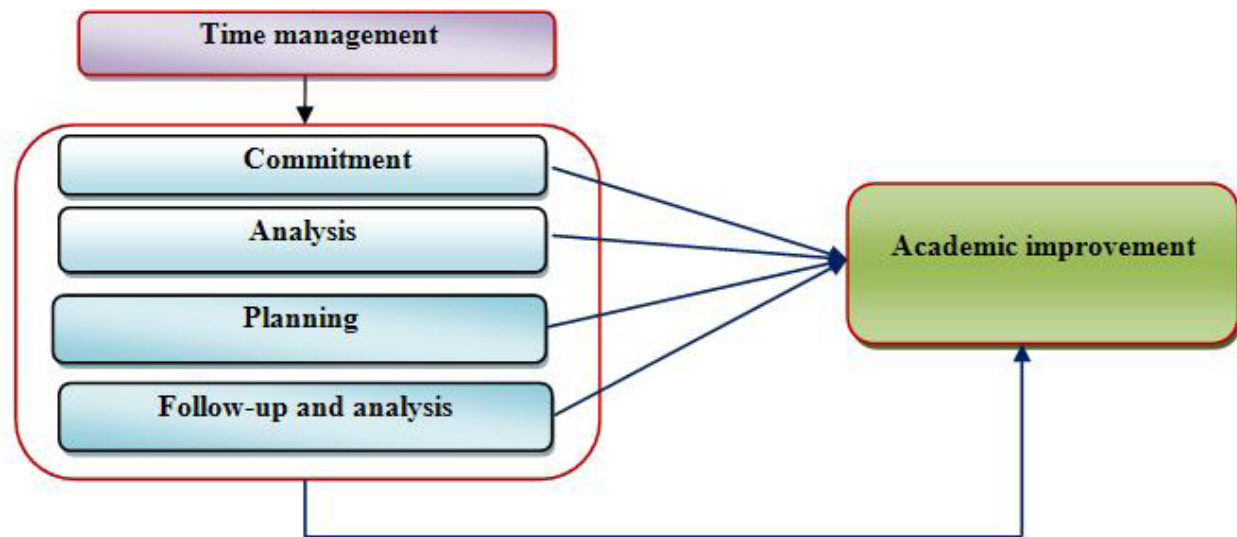 Time management
Commitment
Analysis
Planning
Follow-up and analysis
Academic improvement